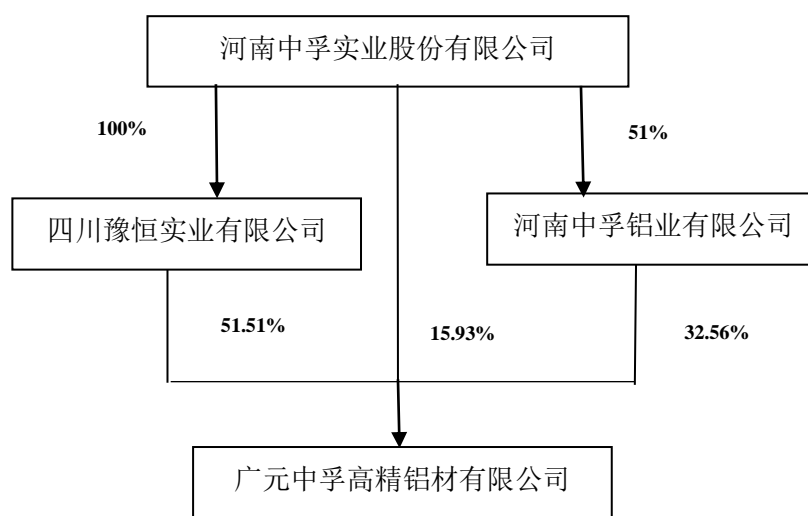 河南中孚实业股份有限公司
100%
51%
四川豫恒实业有限公司
河南中孚铝业有限公司
51.51%
15.93%
32.56%
广元中孚高精铝材有限公司